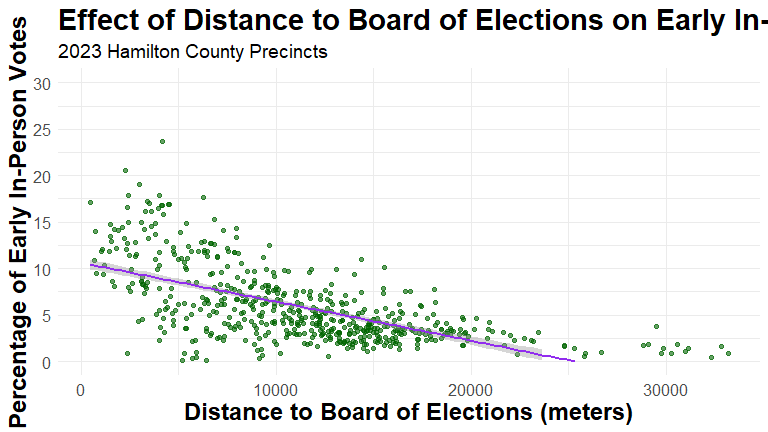 Effect of Distance to Board of Elections on Early In-
2023 Hamilton County Precincts
Percentage of Early In-Person Votes
30
25
20
15
10
5
0
0 10000 20000 30000
Distance to Board of Elections (meters)